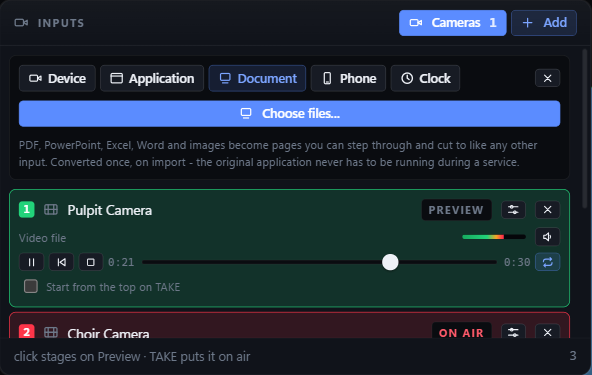 INPUTS
Cameras 1
Add
Device
Application
Document
Phone
Clock
Choose files...
PDF, PowerPoint, Excel, Word and images become pages you can step through and cut to like any other
input. Converted once, on import - the original application never has to be running during a service.
1 Pulpit Camera PREVIEW
Video file
0:21 0:30
Start from the top on TAKE
2 Choir Camera ON AIR
click stages on Preview · TAKE puts it on air 3